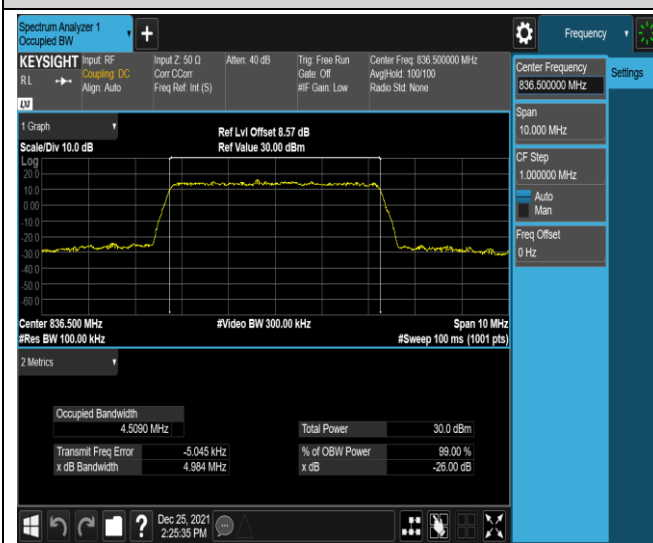 Spectrum Analyzer 1
Occupied BW
Frequency
KEYSIGHT
RL
LXI
Input: RF
Coupling: DC
Align: Auto
Input Z: 50 Ω
Corr CCorr
Freq Ref: Int (S)
Atten: 40 dB
Trig: Free Run
Gate: Off
#IF Gain: Low
Center Freq: 836.500000 MHz
Avg|Hold: 100/100
Radio Std: None
Center Frequency
836.500000 MHz
Settings
Span
10.000 MHz
CF Step
1.000000 MHz
Auto
Man
Freq Offset
0 Hz
1 Graph
Scale/Div 10.0 dB
Ref Lvl Offset 8.57 dB
Ref Value 30.00 dBm
Log
20.0
10.0
0.00
-10.0
-20.0
-30.0
-40.0
-50.0
-60.0
Center 836.500 MHz
#Video BW 300.00 kHz
Span 10 MHz
#Res BW 100.00 kHz
#Sweep 100 ms (1001 pts)
2 Metrics
Occupied Bandwidth
4.5090 MHz
Total Power 30.0 dBm
Transmit Freq Error -5.045 kHz
% of OBW Power 99.00 %
x dB Bandwidth 4.984 MHz
x dB -26.00 dB
?
Dec 25, 2021
2:25:35 PM